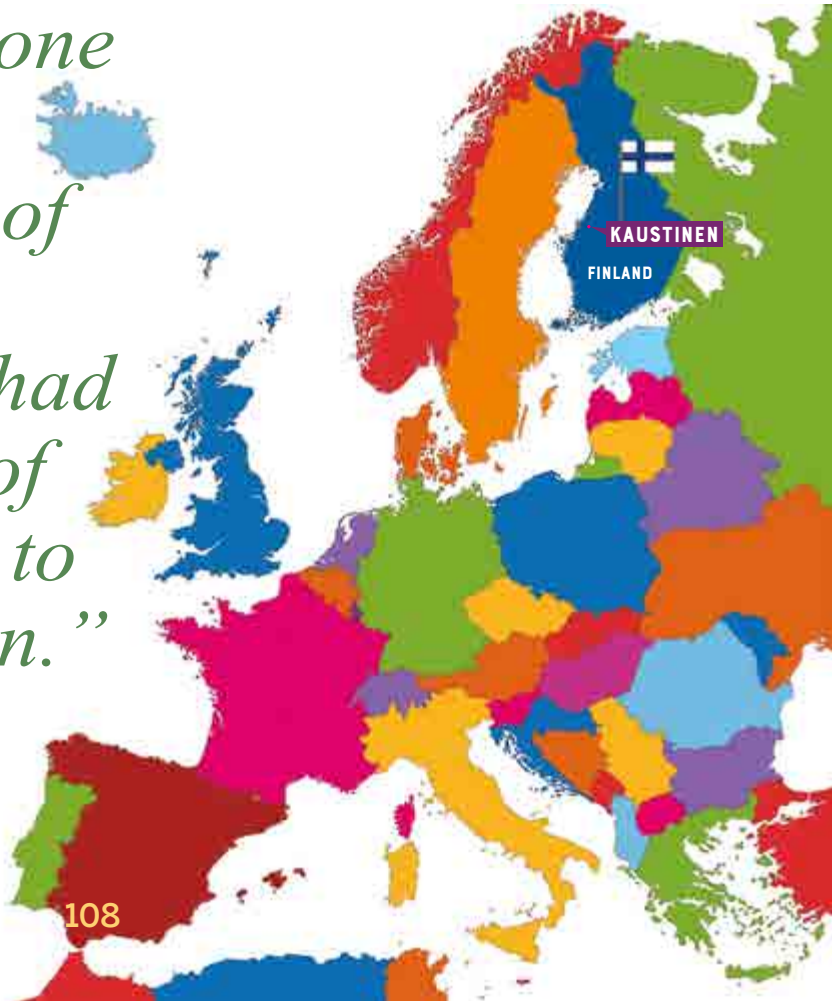 one
of
had
of
to
n.”
KAUSTINEN
FINLAND
108